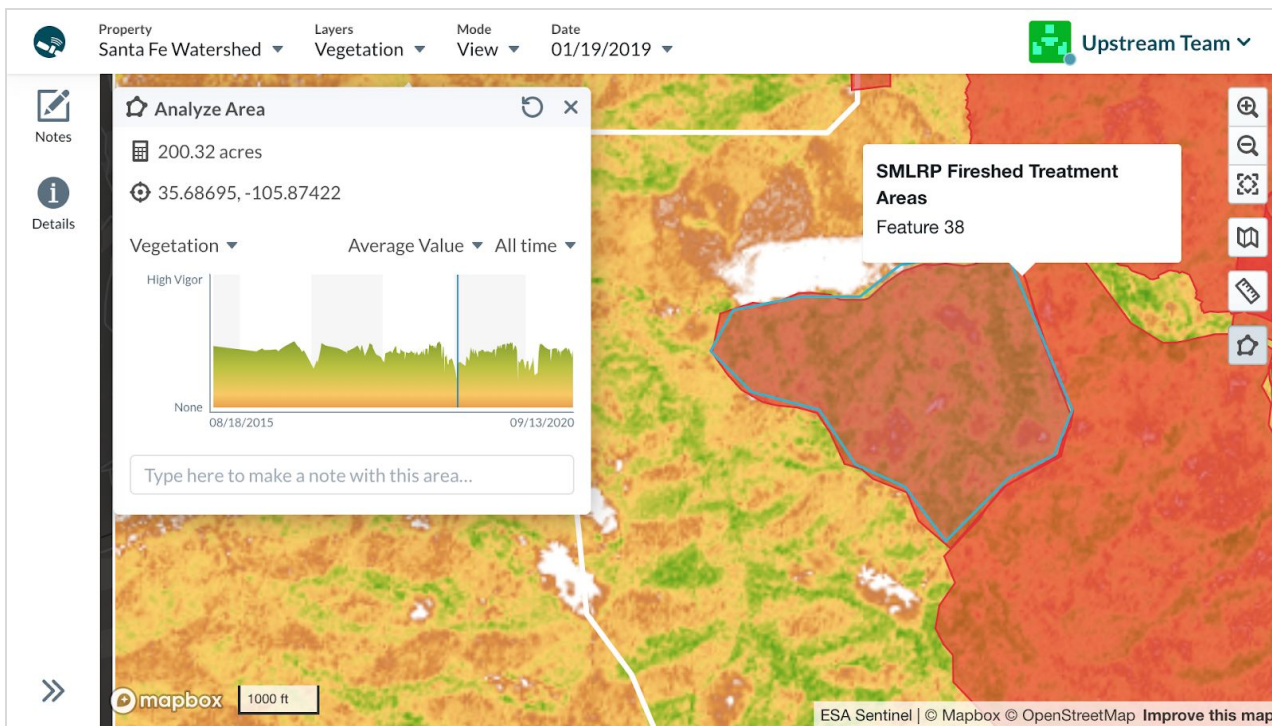 Property
Santa Fe Watershed
Layers
Vegetation
Mode
View
Date
01/19/2019
Upstream Team
Notes
Details
Analyze Area
200.32 acres
35.68695, -105.87422
Vegetation
Average Value
All time
High Vigor
None
08/18/2015
09/13/2020
Type here to make a note with this area...
SMLRP Fireshed Treatment
Areas
Feature 38
mapbox
1000 ft
ESA Sentinel | © Mapbox © OpenStreetMap Improve this map